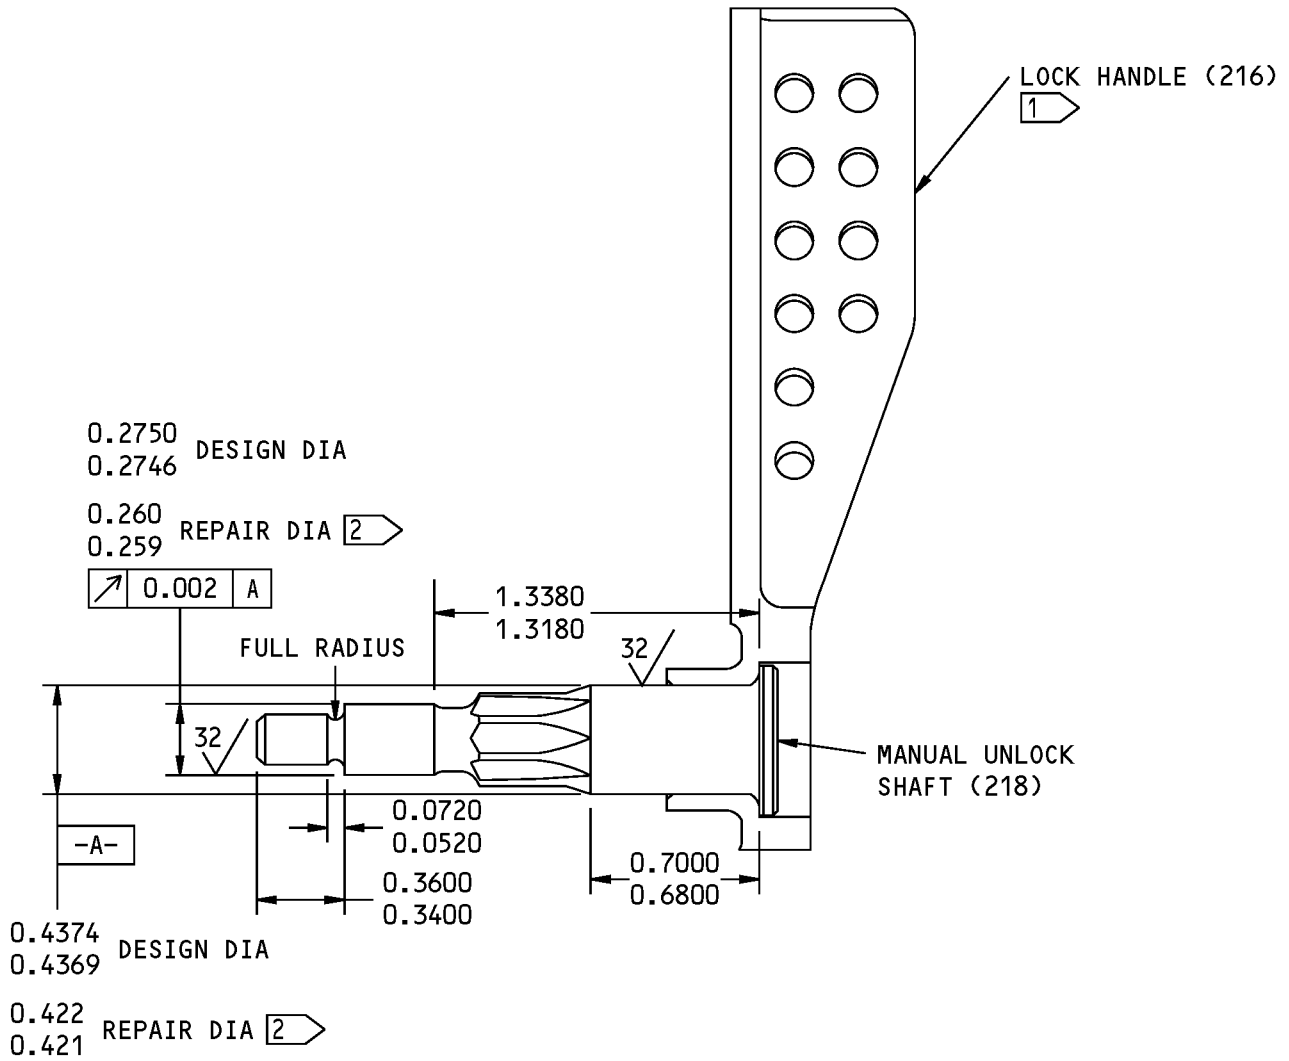 LOCK HANDLE (216)
1
0.2750
0.2746
DESIGN DIA
0.260
0.259
REPAIR DIA 2
0.002 A
1.3380
1.3180
FULL RADIUS
32
32
MANUAL UNLOCK
SHAFT (218)
0.0720
0.0520
-A-
0.7000
0.6800
0.3600
0.3400
0.4374
0.4369
DESIGN DIA
0.422
0.421
REPAIR DIA 2